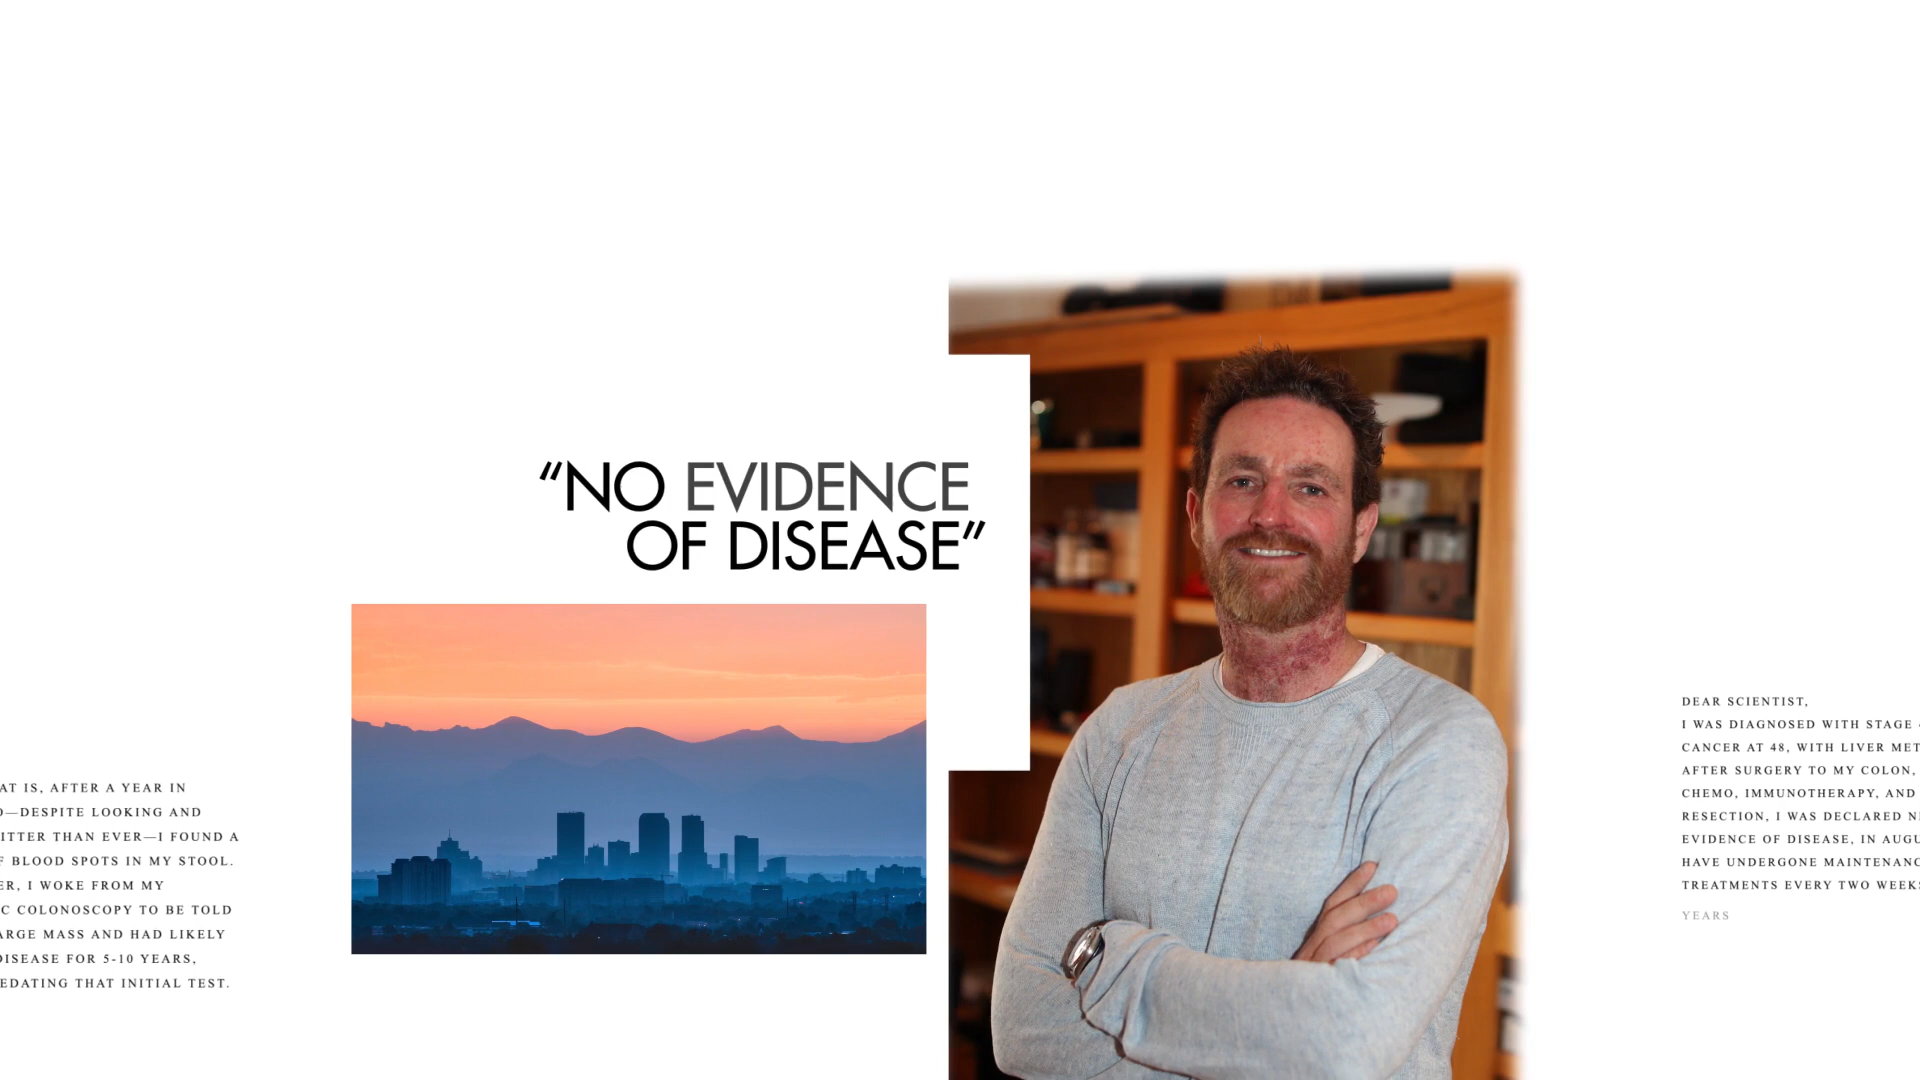 AT IS, AFTER A YEAR IN
—DESPITE LOOKING AND
ITTER THAN EVER—I FOUND A
F BLOOD SPOTS IN MY STOOL.
ER, I WOKE FROM MY
C COLONOSCOPY TO BE TOLD
ARGE MASS AND HAD LIKELY
DISEASE FOR 5-10 YEARS,
EDATING THAT INITIAL TEST.
“NO EVIDENCE
OF DISEASE”
DEAR SCIENTIST,
I WAS DIAGNOSED WITH STAGE
CANCER AT 48, WITH LIVER MET
AFTER SURGERY TO MY COLON,
CHEMO, IMMUNOTHERAPY, AND
RESECTION, I WAS DECLARED N
EVIDENCE OF DISEASE, IN AUGU
HAVE UNDERGONE MAINTENANC
TREATMENTS EVERY TWO WEEK
YEARS